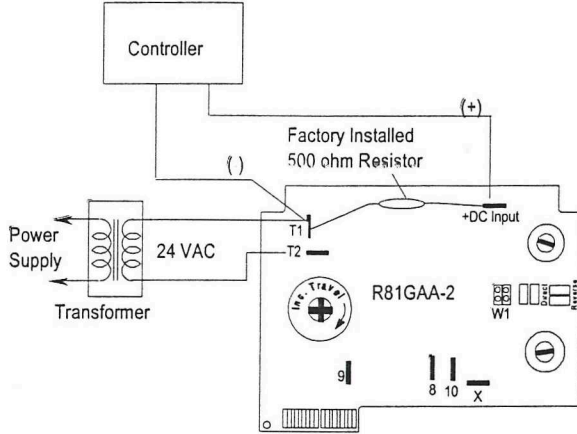 Controller
(+)
Factory Installed
500 ohm Resistor
( )
T1
+DC Input
Power
Supply
24 VAC
T2
Transformer
Inc. Travel
R81GAA-2
W1
Direct
Reverse
9
8
10
X